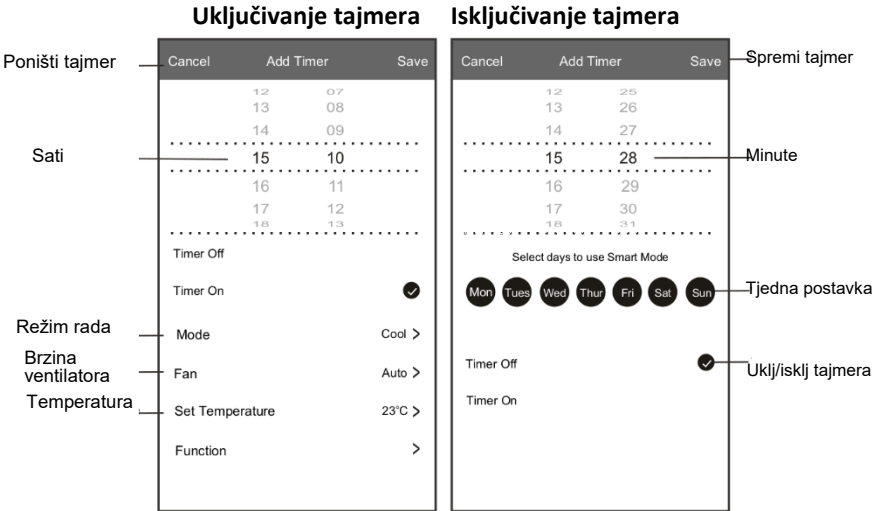 Uključivanje tajmera
Isključivanje tajmera
Poništi tajmer
Sati
Režim rada
Brzina
ventilatora
Temperatura
Cancel Add Timer Save
12 07
13 08
14 09
15 10
16 11
17 12
18 13
Timer Off
Timer On
Mode Cool >
Fan Auto >
Set Temperature 23°C >
Function >
Cancel Add Timer Save
12 25
13 26
14 27
15 28
16 29
17 30
18 31
Select days to use Smart Mode
Mon Tues Wed Thur Fri Sat Sun
Timer Off
Timer On
Spremi tajmer
Minute
Tjedna postavka
Uklj/isklj tajmera